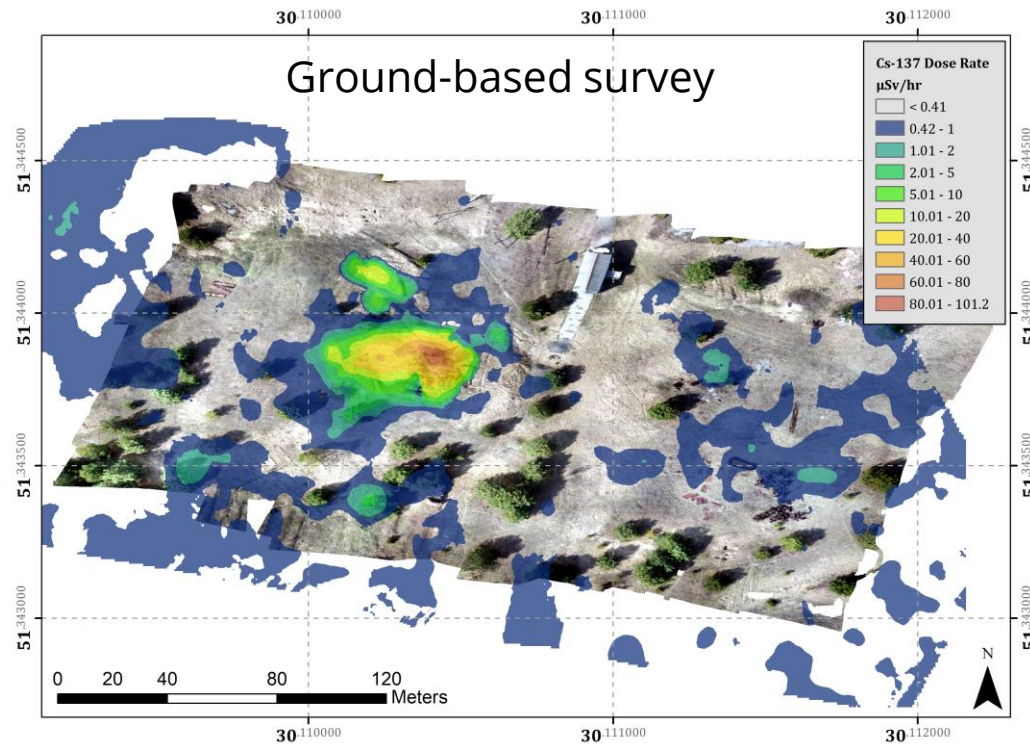 30.110000 30.111000 30.112000
Ground-based survey
Cs-137 Dose Rate
µSv/hr
< 0.41
0.42 - 1
1.01 - 2
2.01 - 5
5.01 - 10
10.01 - 20
20.01 - 40
40.01 - 60
60.01 - 80
80.01 - 101.2
51.344500 51.344500
51.344000 51.344000
51.343500 51.343500
51.343000 51.343000
N
0 20 40 80 120
Meters
30.110000 30.111000 30.112000